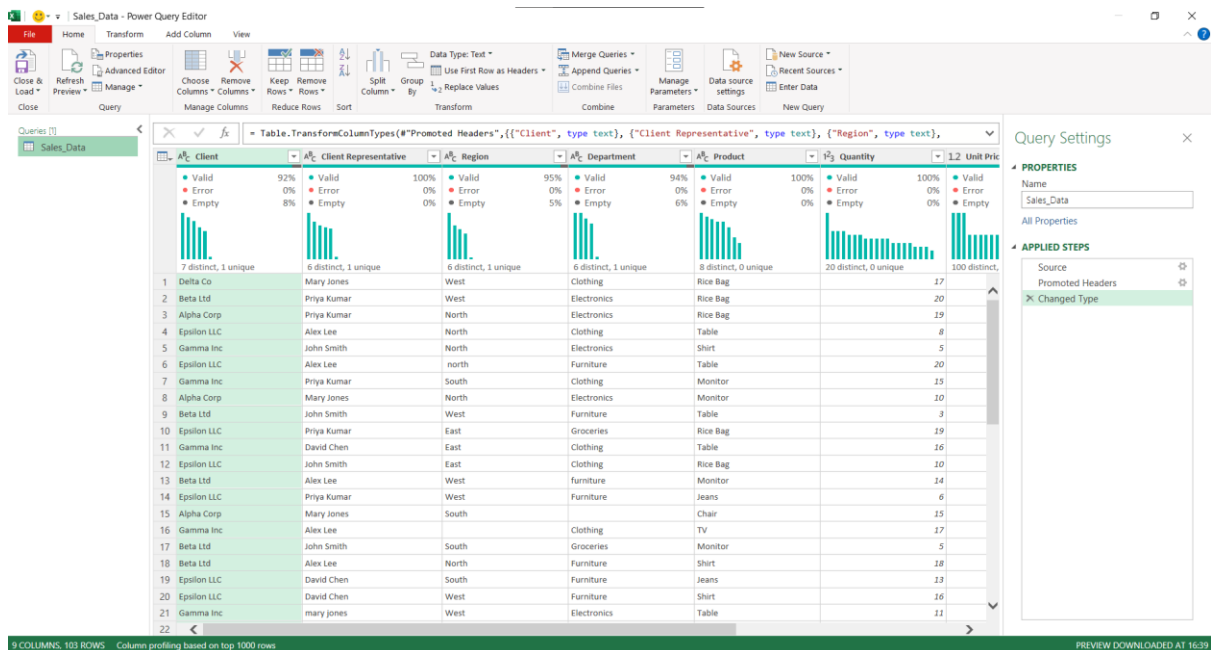 Sales_Data - Power Query Editor
File Home Transform Add Column View
Close & Load
Refresh Preview
Properties
Advanced Editor
Manage
Choose Columns
Remove Columns
Keep Rows
Remove Rows
Split Column
Group By
Data Type: Text
Use First Row as Headers
1→2 Replace Values
Merge Queries
Append Queries
Combine Files
Manage Parameters
Data source settings
New Source
Recent Sources
Enter Data
Close Query Manage Columns Reduce Rows Sort Transform Combine Parameters Data Sources New Query
Queries [1]
Sales_Data
fx = Table.TransformColumnTypes(#"Promoted Headers",{{"Client", type text}, {"Client Representative", type text}, {"Region", type text},
ABC Client ABC Client Representative ABC Region ABC Department ABC Product 123 Quantity 1.2 Unit Pric
Valid 92% Valid 100% Valid 95% Valid 94% Valid 100% Valid 100% Valid
Error 0% Error 0% Error 0% Error 0% Error 0% Error 0% Error
Empty 8% Empty 0% Empty 5% Empty 6% Empty 0% Empty 0% Empty
7 distinct, 1 unique 6 distinct, 1 unique 6 distinct, 1 unique 6 distinct, 1 unique 8 distinct, 0 unique 20 distinct, 0 unique 100 distinct,
1 Delta Co Mary Jones West Clothing Rice Bag 17
2 Beta Ltd Priya Kumar West Electronics Rice Bag 20
3 Alpha Corp Priya Kumar North Electronics Rice Bag 19
4 Epsilon LLC Alex Lee North Clothing Table 8
5 Gamma Inc John Smith North Electronics Shirt 5
6 Epsilon LLC Alex Lee north Furniture Table 20
7 Gamma Inc Priya Kumar South Clothing Monitor 15
8 Alpha Corp Mary Jones North Electronics Monitor 10
9 Beta Ltd John Smith West Furniture Table 3
10 Epsilon LLC Priya Kumar East Groceries Rice Bag 19
11 Gamma Inc David Chen East Clothing Table 16
12 Epsilon LLC John Smith East Clothing Rice Bag 10
13 Beta Ltd Alex Lee West furniture Monitor 14
14 Epsilon LLC Priya Kumar West Furniture Jeans 6
15 Alpha Corp Mary Jones South Chair 15
16 Gamma Inc Alex Lee Clothing TV 17
17 Beta Ltd John Smith South Groceries Monitor 5
18 Beta Ltd Alex Lee North Furniture Shirt 18
19 Epsilon LLC David Chen South Furniture Jeans 13
20 Epsilon LLC David Chen West Furniture Shirt 16
21 Gamma Inc mary jones West Electronics Table 11
22
Query Settings
PROPERTIES
Name
Sales_Data
All Properties
APPLIED STEPS
Source
Promoted Headers
Changed Type
9 COLUMNS, 103 ROWS Column profiling based on top 1000 rows PREVIEW DOWNLOADED AT 16:39